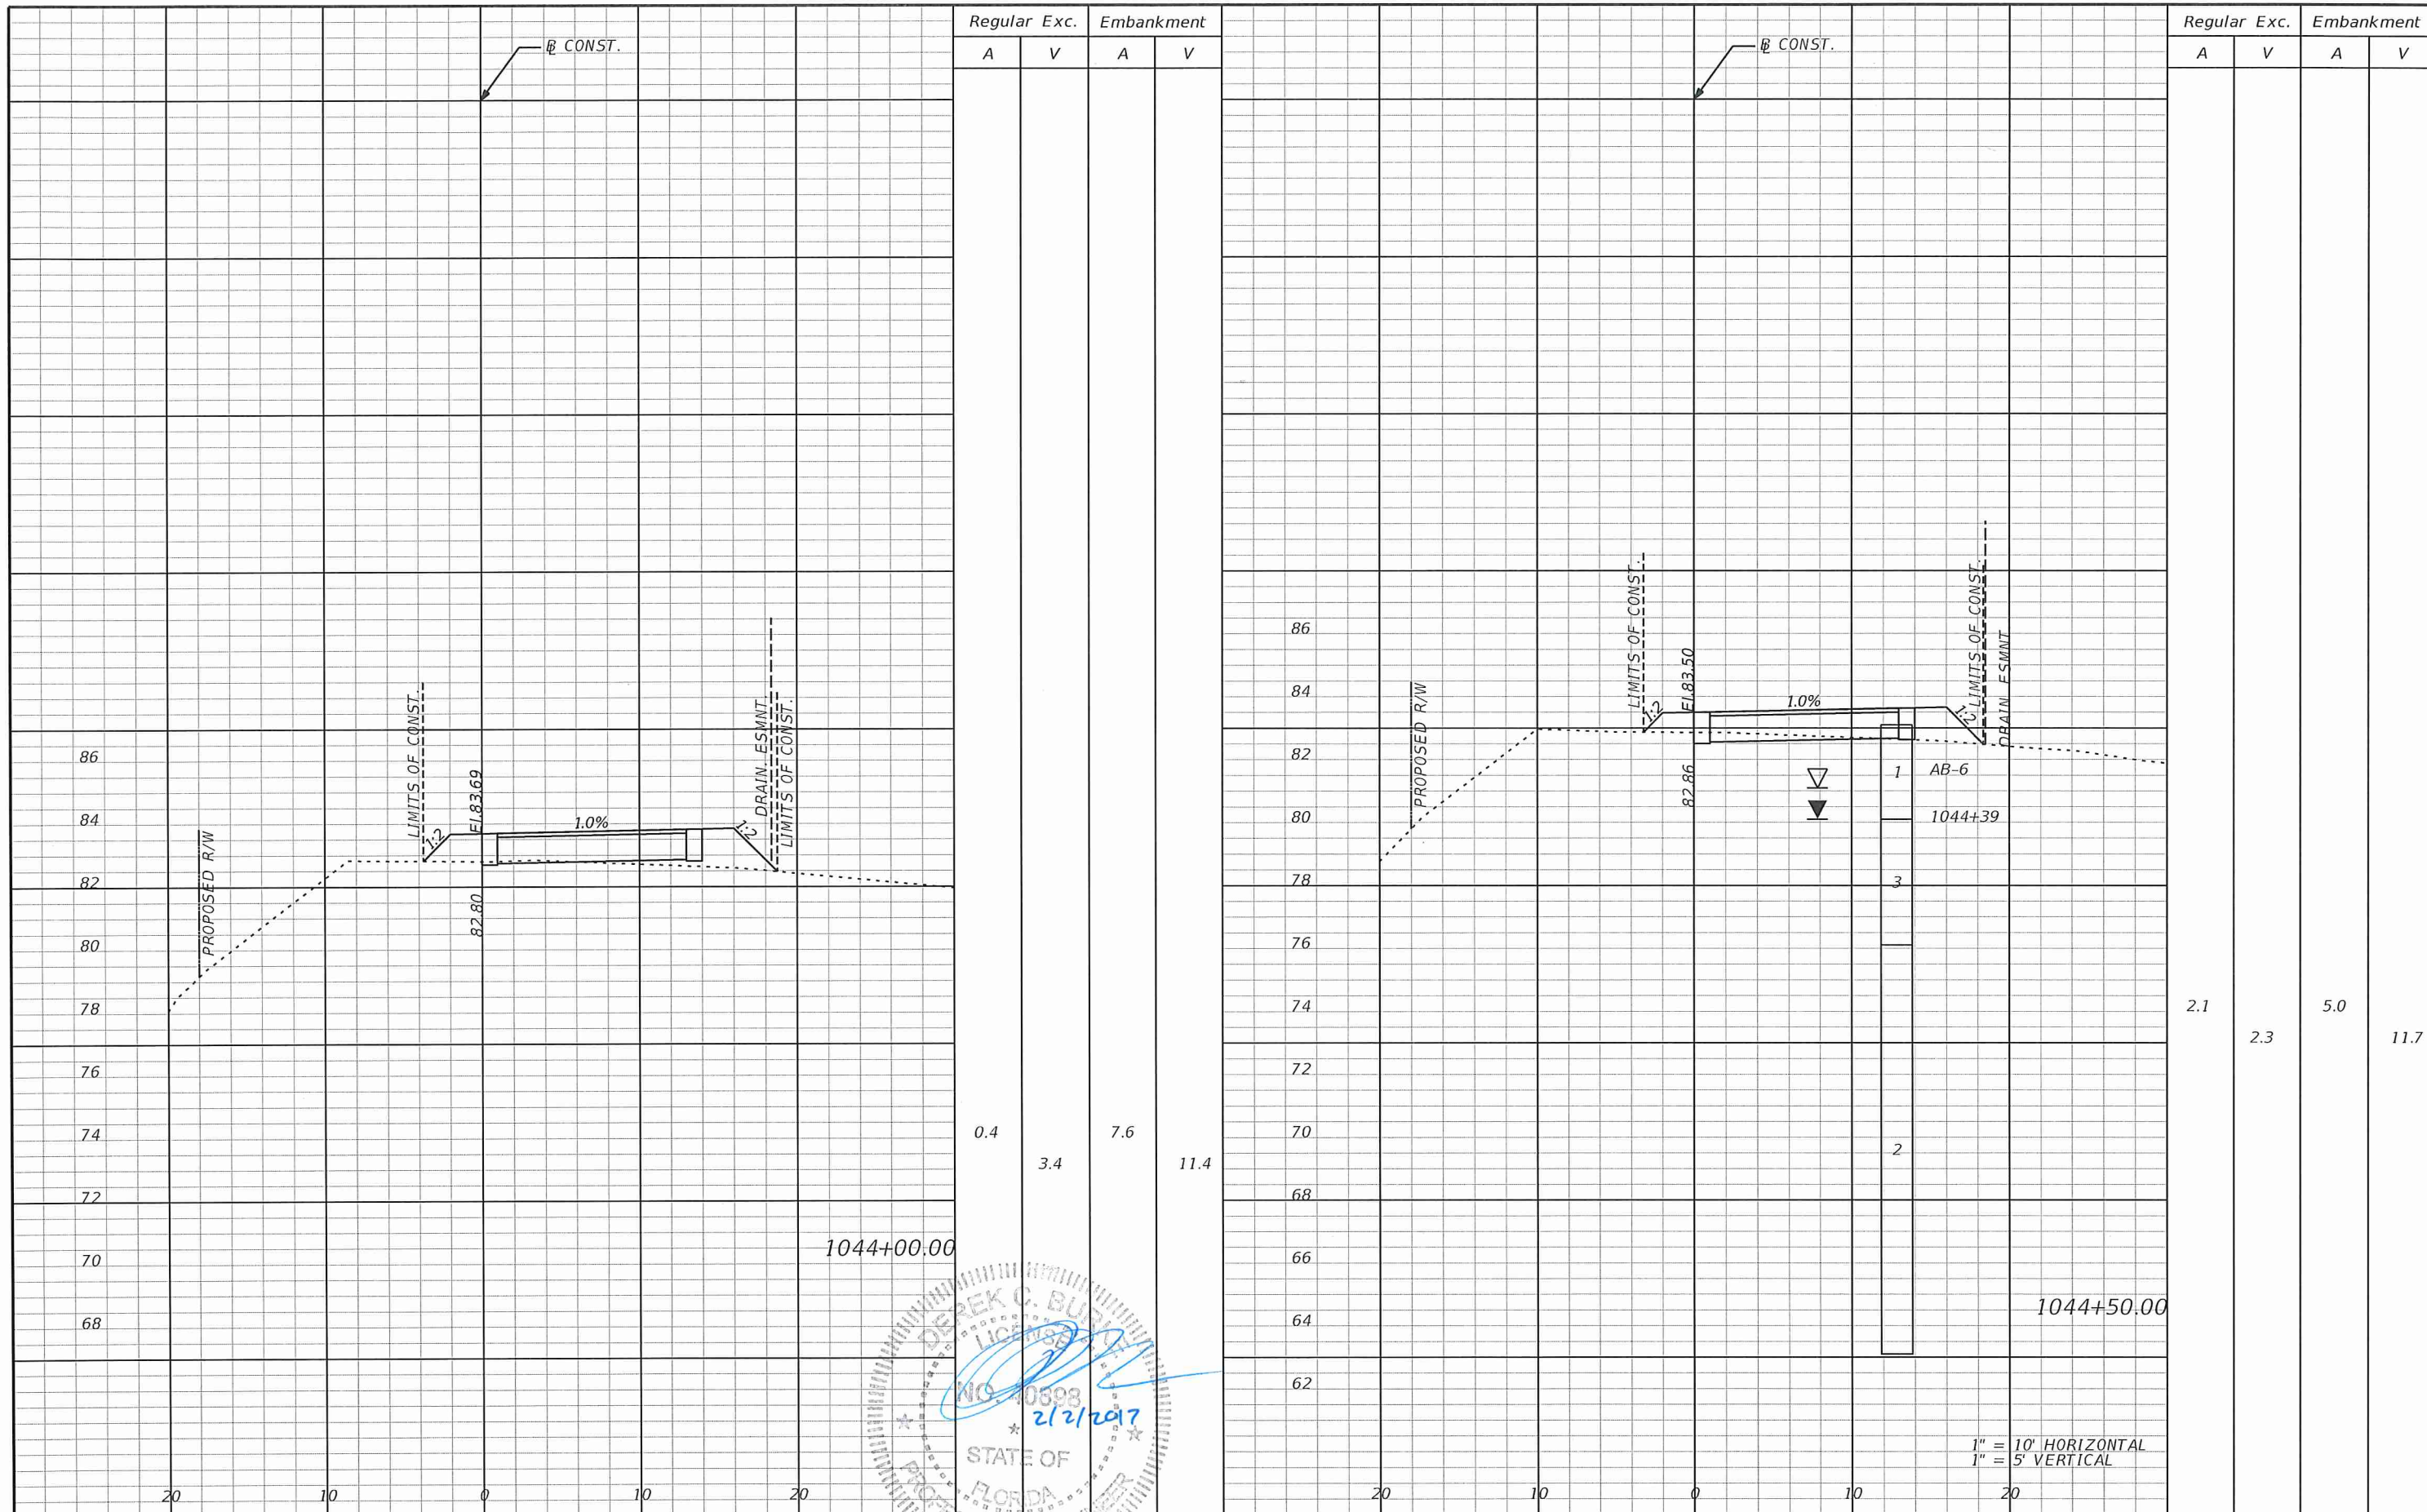 Regular Exc. Embankment
A V A V
Regular Exc. Embankment
A V A V
℄ CONST.
LIMITS OF CONST.
DRAIN. ESMNT.
LIMITS OF CONST.
PROPOSED R/W
1:2
El.83.69
1.0%
1:2
82.80
86
84
82
80
78
76
74
72
70
68
0.4 7.6
3.4 11.4
1044+00.00
20 10 0 10 20
DEREK C.
LICENSE
NO.
2/2/2017
STATE OF
FLORIDA
℄ CONST.
LIMITS OF CONST.
LIMITS OF CONST.
DRAIN ESMNT
PROPOSED R/W
1:2
El.83.50
1.0%
1:2
82.86
1 AB-6
1044+39
3
2
86
84
82
80
78
76
74
72
70
68
66
64
62
2.1 5.0
2.3 11.7
1044+50.00
1" = 10' HORIZONTAL
1" = 5' VERTICAL
20 10 0 10 20